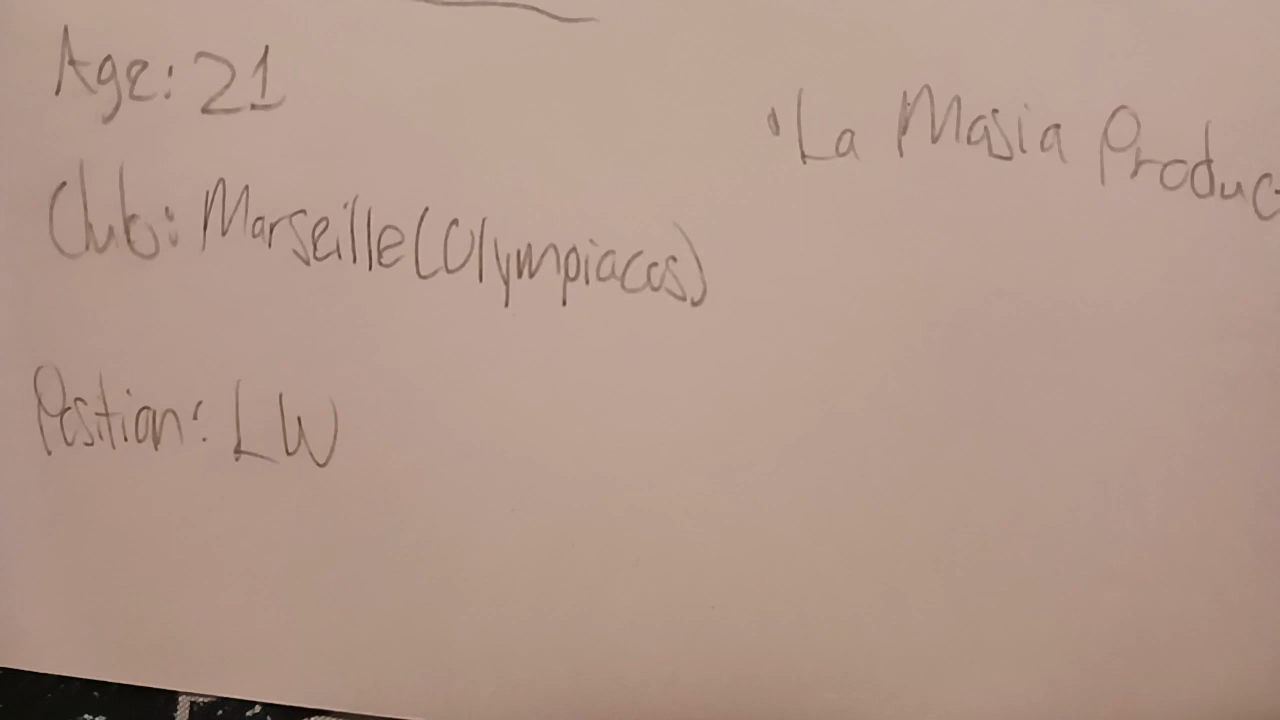 Age: 21
•La Masia Produc
Club: Marseille(Olympiacos)
Position: LW